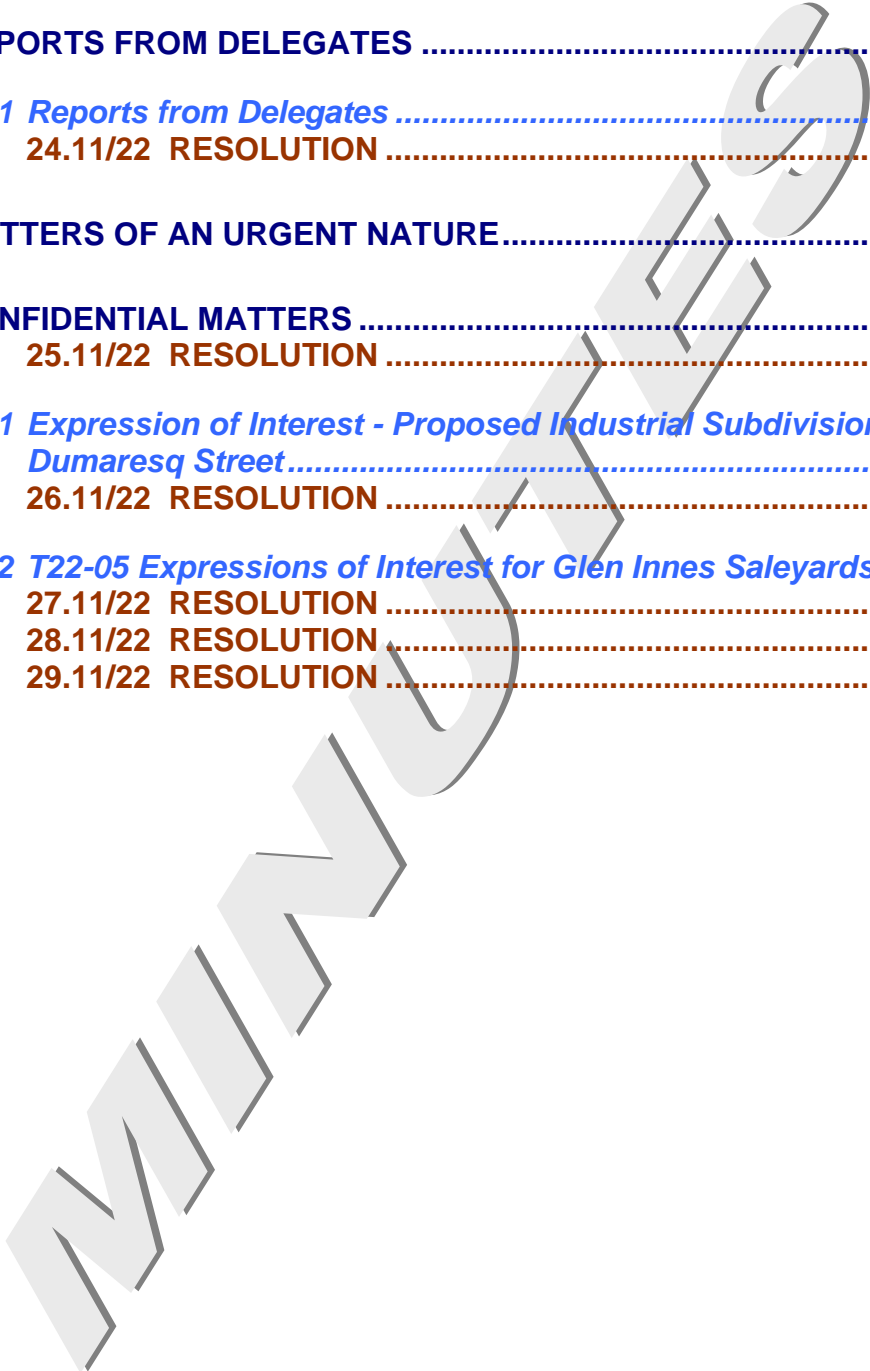 PORTS FROM DELEGATES ..................................................
1 Reports from Delegates .....................................................
24.11/22 RESOLUTION ......................................................
TTERS OF AN URGENT NATURE.........................................
NFIDENTIAL MATTERS .........................................................
25.11/22 RESOLUTION ......................................................
1 Expression of Interest - Proposed Industrial Subdivision
Dumaresq Street.................................................................
26.11/22 RESOLUTION ......................................................
2 T22-05 Expressions of Interest for Glen Innes Saleyards
27.11/22 RESOLUTION ......................................................
28.11/22 RESOLUTION ......................................................
29.11/22 RESOLUTION ......................................................
MINUTES